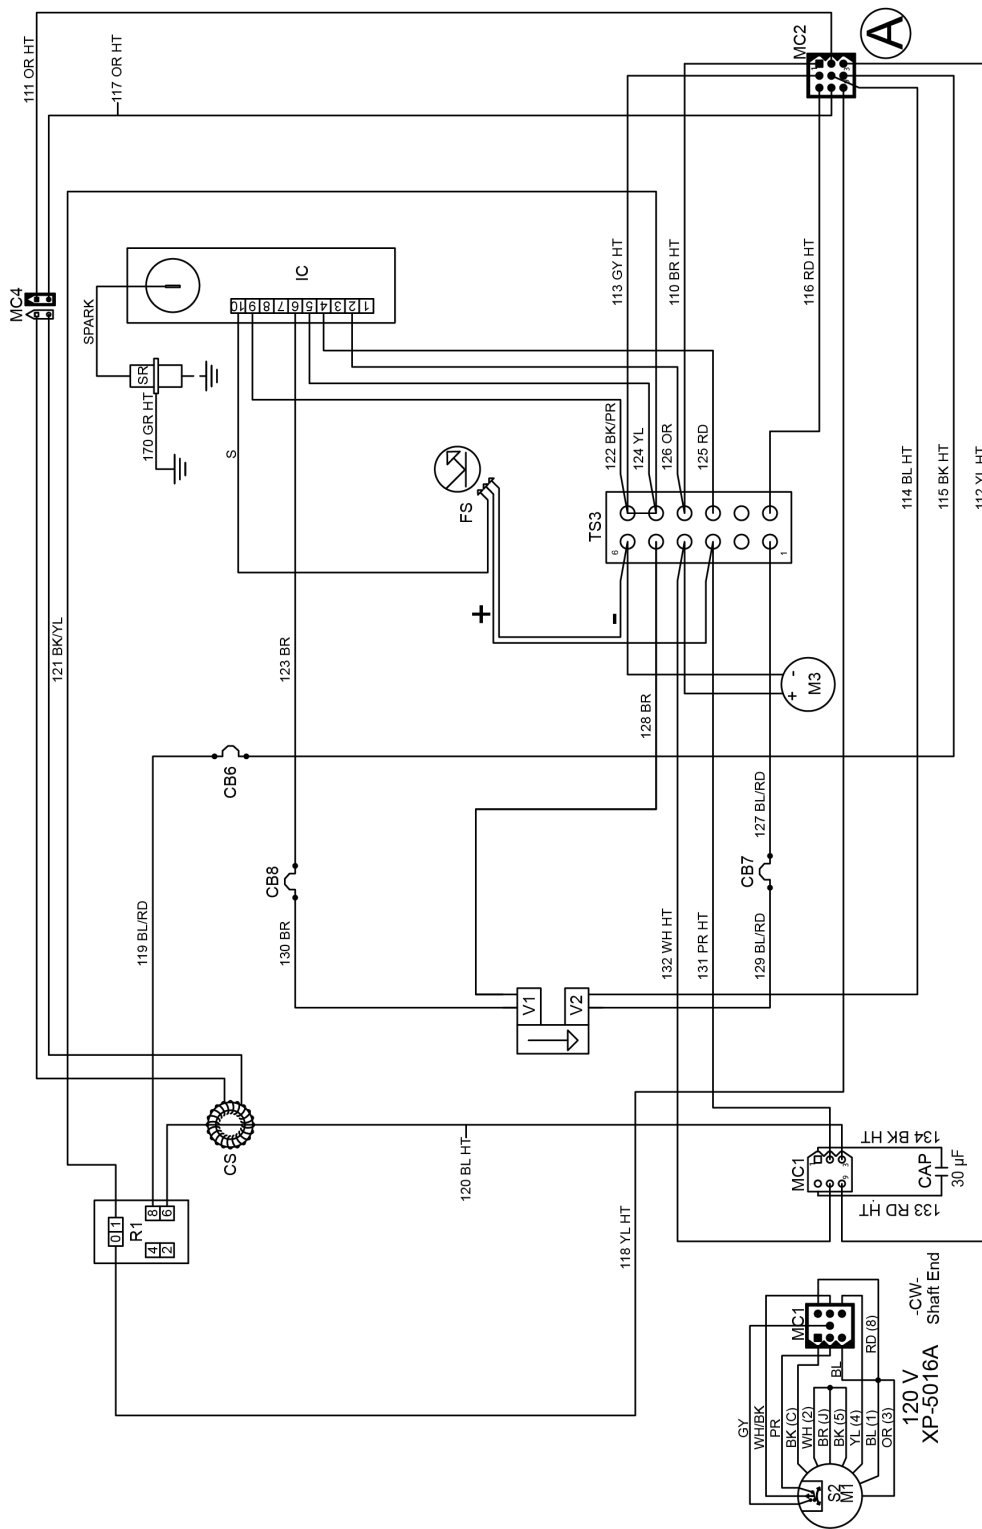 A
MC2
111 OR HT
117 OR HT
MC4
SPARK
IC
10
9
8
7
6
5
4
3
2
1
SR
170 GR HT
S
FS
113 GY HT
110 BR HT
116 RD HT
122 BK/PR
124 YL
126 OR
125 RD
TS3
6
1
114 BL HT
115 BK HT
112 YL HT
+
-
121 BK/YL
123 BR
128 BR
+ -
M3
CB6
CB8
CB7
127 BL/RD
119 BL/RD
130 BR
132 WH HT
131 PR HT
129 BL/RD
V1
V2
CS
120 BL HT
R1
0 1
8
6
4
2
118 YL HT
MC1
1
3
9
134 BK HT
CAP
30 µF
133 RD HT
-CW-
Shaft End
MC1
GY
WH/BK
PR
BK (C)
WH (2)
BR (J)
BK (5)
YL (4)
BL (1)
OR (3)
BL
RD (8)
S2
M1
120 V
XP-5016A